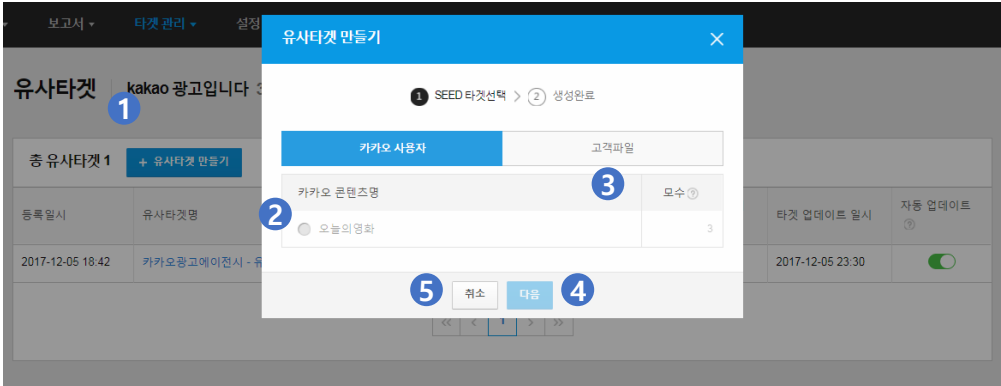 보고서 타겟 관리 설정
유사타겟 만들기
유사타겟 kakao 광고입니다
1
1 SEED 타겟선택 > 2 생성완료
총 유사타겟 1 + 유사타겟 만들기
카카오 사용자 고객파일
3
카카오 콘텐츠명 모수 ?
2
오늘의영화 3
등록일시 유사타겟명 타겟 업데이트 일시 자동 업데이트 ?
2017-12-05 18:42 카카오광고에이전시 - 유 2017-12-05 23:30
5 취소 다음 4
<< < 1 > >>